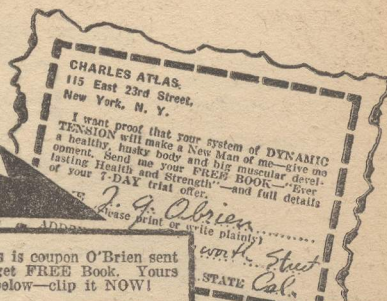 CHARLES ATLAS,
115 East 23rd Street,
New York, N. Y.
I want proof that your system of DYNAMIC
TENSION will make a New Man of me—give me
a healthy, husky body and big muscular devel-
opment. Send me your FREE BOOK—"Ever
lasting Health and Strength"—and full details
of your 7-DAY trial offer.
J. G. O'Brien
(Please print or write plainly)
worth Street
STATE Cal.
s is coupon O'Brien sent
get FREE Book. Yours
below—clip it NOW!